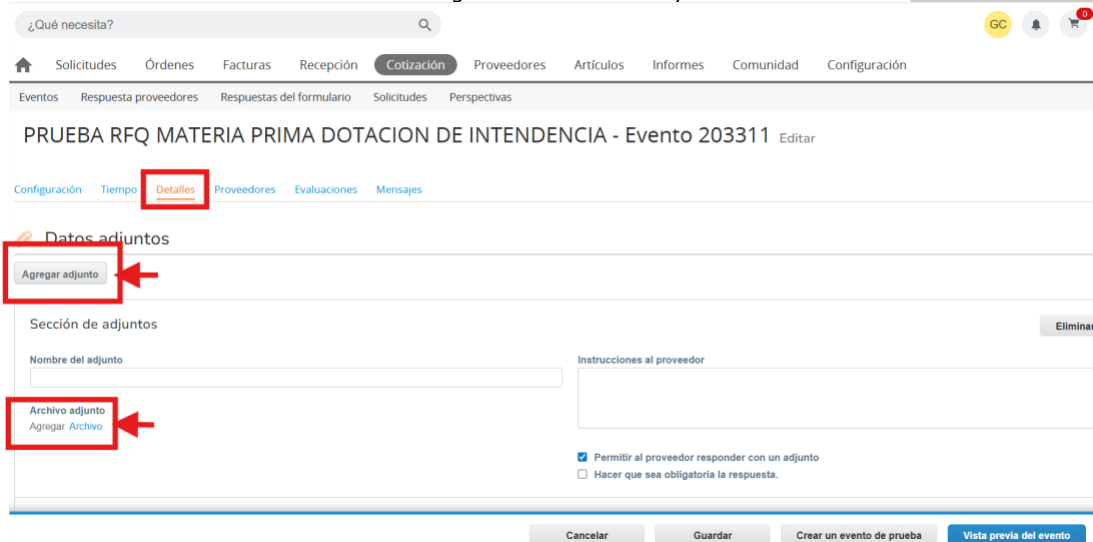 ¿Qué necesita?
GC
0
Solicitudes Órdenes Facturas Recepción Cotización Proveedores Artículos Informes Comunidad Configuración
Eventos Respuesta proveedores Respuestas del formulario Solicitudes Perspectivas
PRUEBA RFQ MATERIA PRIMA DOTACION DE INTENDENCIA - Evento 203311 Editar
Configuración Tiempo Detalles Proveedores Evaluaciones Mensajes
Datos adjuntos
Agregar adjunto
Sección de adjuntos
Eliminar
Nombre del adjunto
Instrucciones al proveedor
Archivo adjunto
Agregar Archivo
Permitir al proveedor responder con un adjunto
Hacer que sea obligatoria la respuesta.
Cancelar Guardar Crear un evento de prueba Vista previa del evento